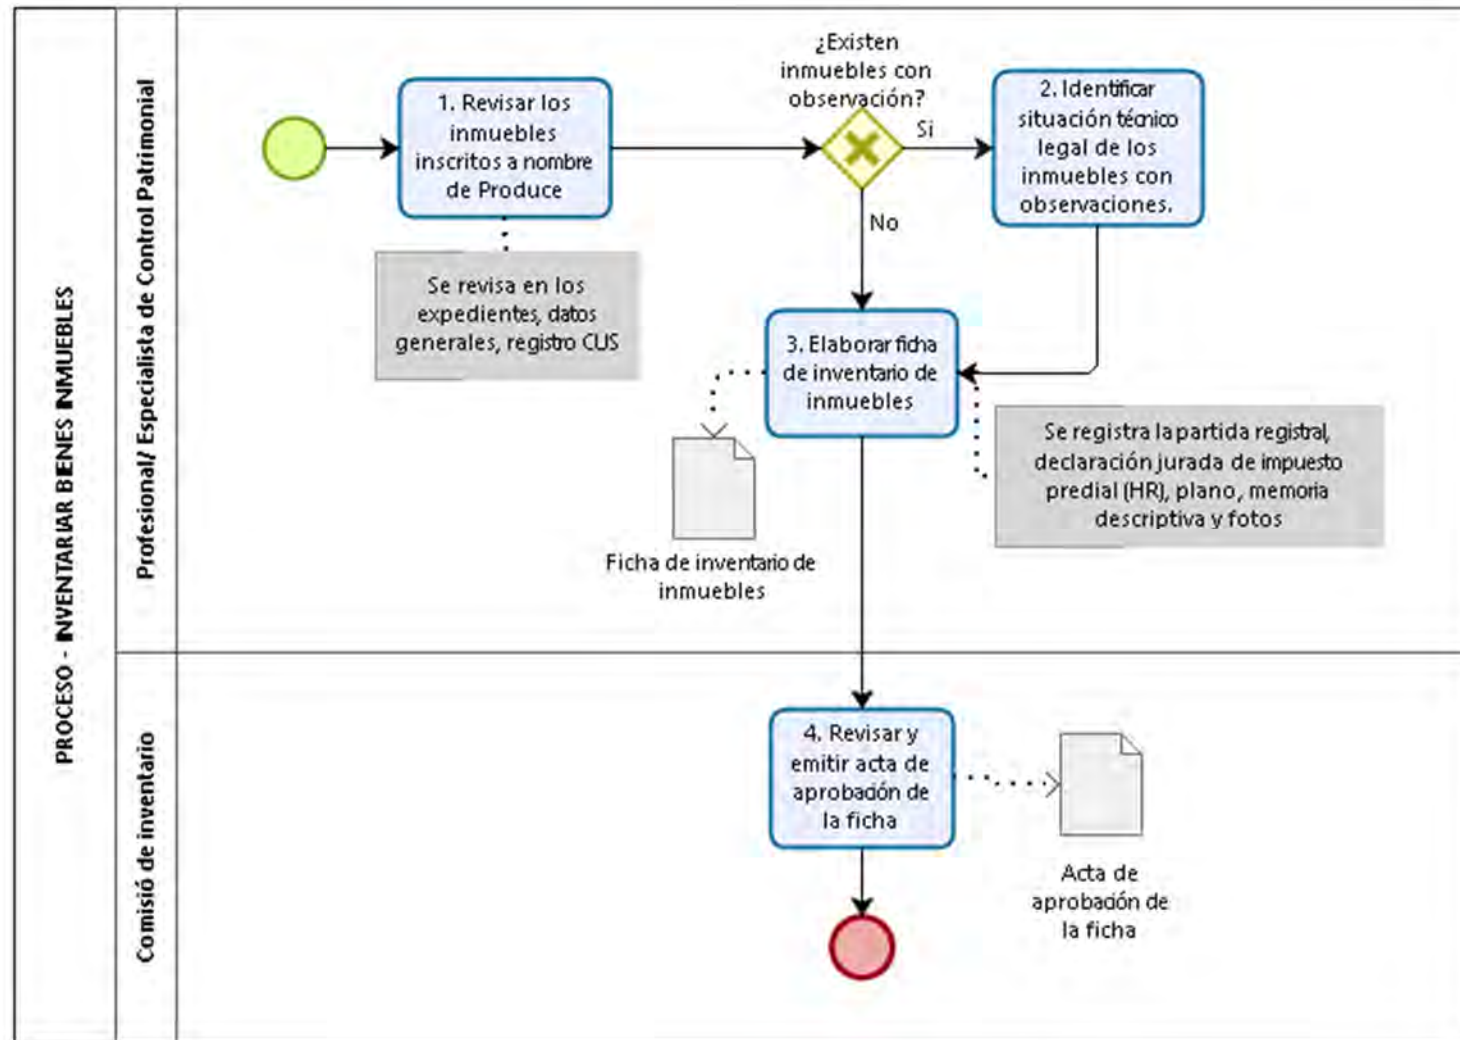 PROCESO - INVENTARIAR BIENES INMUEBLES
Profesional/ Especialista de Control Patrimonial
1. Revisar los
inmuebles
inscritos a nombre
de Produce
Se revisa en los
expedientes, datos
generales, registro CUS
¿Existen
inmuebles con
observación?
Si
No
2. Identificar
situación técnico
legal de los
inmuebles con
observaciones.
3. Elaborar ficha
de inventario de
inmuebles
Ficha de inventario de
inmuebles
Se registra la partida registral,
declaración jurada de impuesto
predial (HR), plano, memoria
descriptiva y fotos
Comisió de inventario
4. Revisar y
emitir acta de
aprobación de
la ficha
Acta de
aprobación de
la ficha